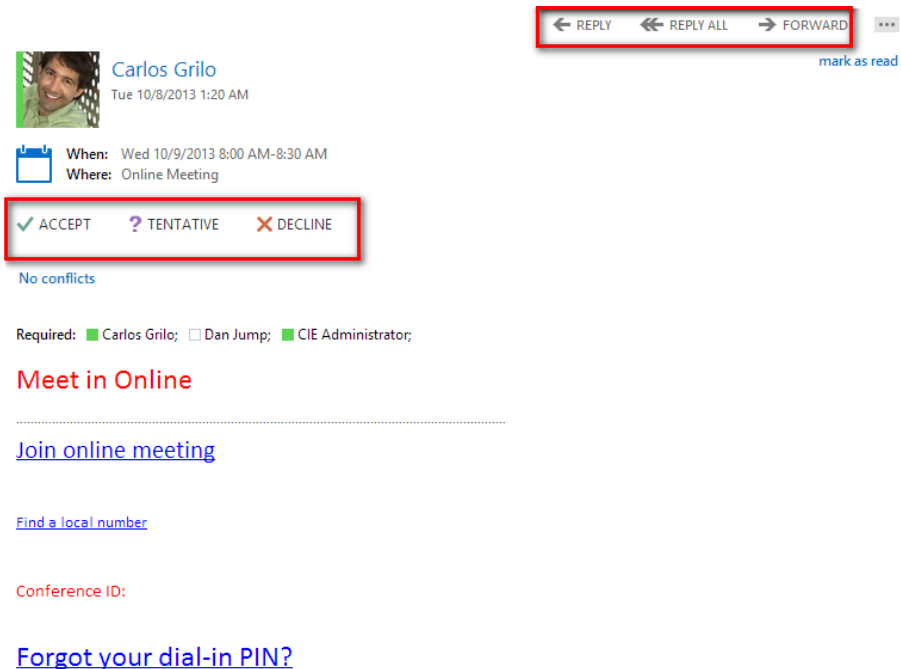 REPLY REPLY ALL FORWARD ...
mark as read
Carlos Grilo
Tue 10/8/2013 1:20 AM
When: Wed 10/9/2013 8:00 AM-8:30 AM
Where: Online Meeting
ACCEPT ? TENTATIVE DECLINE
No conflicts
Required: Carlos Grilo; Dan Jump; CIE Administrator;
Meet in Online
Join online meeting
Find a local number
Conference ID:
Forgot your dial-in PIN?